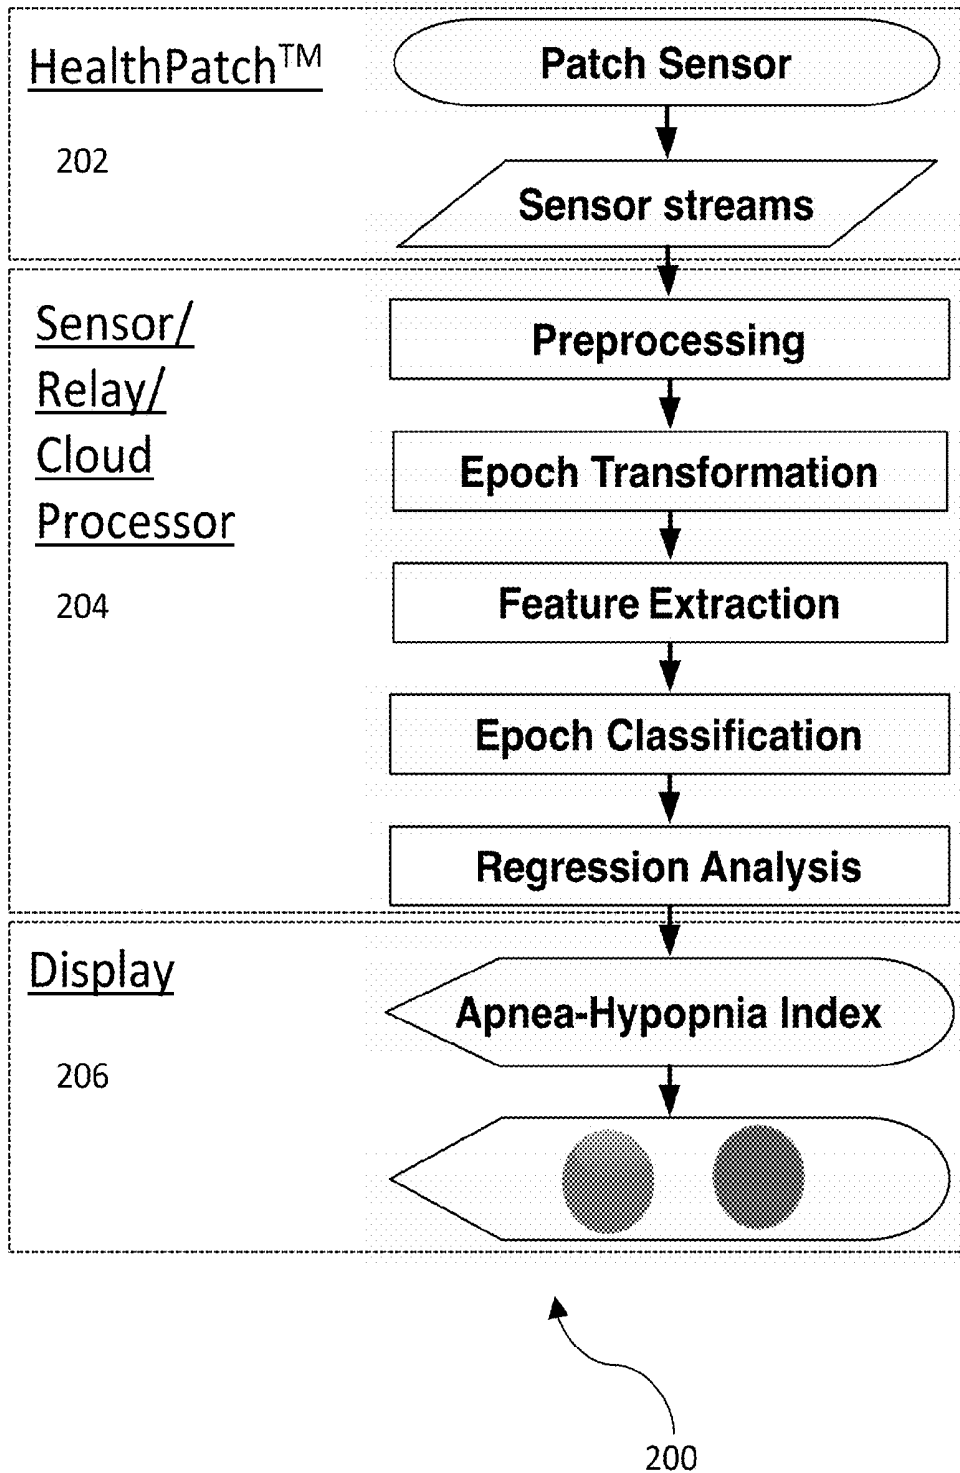 HealthPatch™
202
Patch Sensor
Sensor streams
Sensor/
Relay/
Cloud
Processor
204
Preprocessing
Epoch Transformation
Feature Extraction
Epoch Classification
Regression Analysis
Display
206
Apnea-Hypopnia Index
200